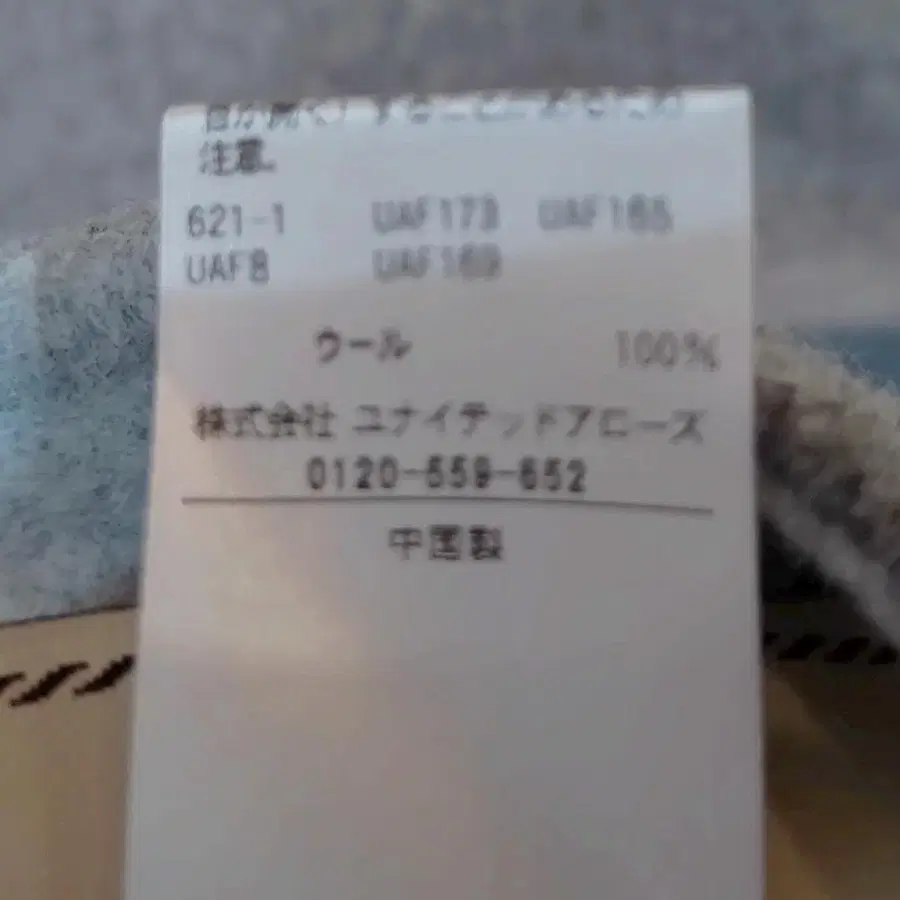 注意。
621-1 UAF173 UAF165
UAF8 UAF169
ウール 100%
株式会社 ユナイテッドアローズ
0120-559-652
中国製